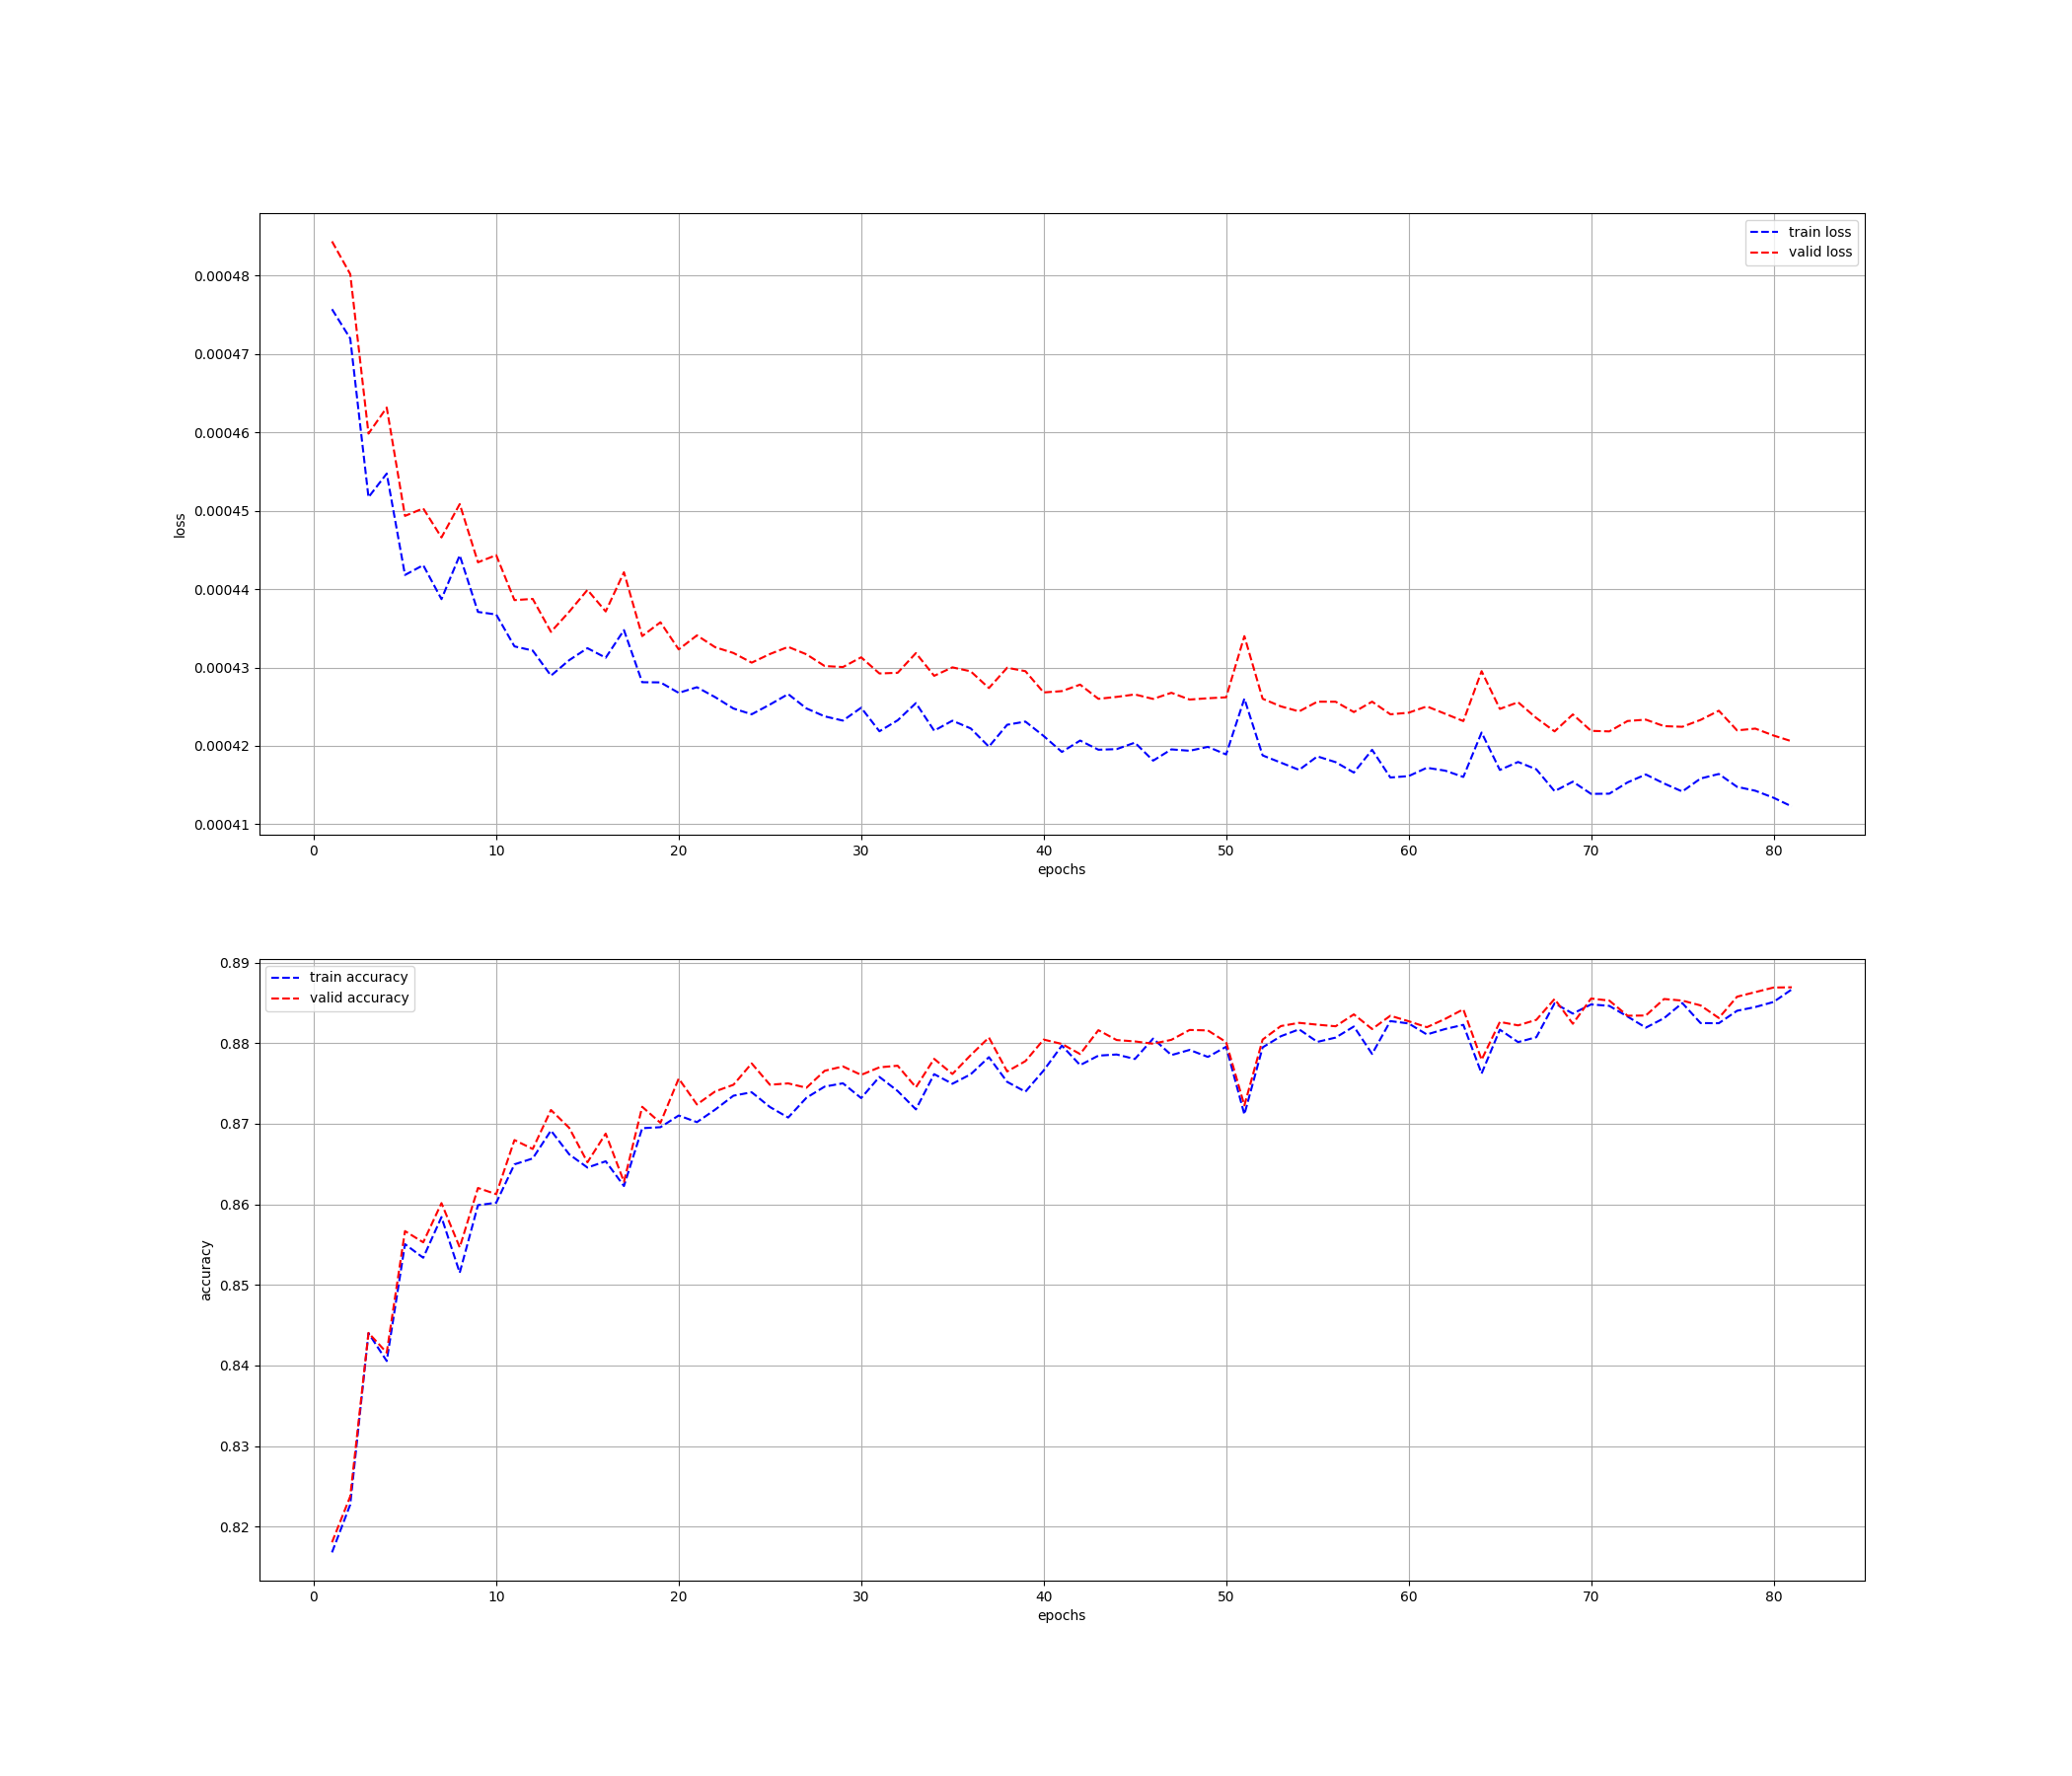 train loss
valid loss
0.00048
0.00047
0.00046
0.00045
0.00044
0.00043
0.00042
0.00041
loss
0 10 20 30 40 50 60 70 80
epochs
train accuracy
valid accuracy
0.89
0.88
0.87
0.86
0.85
0.84
0.83
0.82
accuracy
0 10 20 30 40 50 60 70 80
epochs